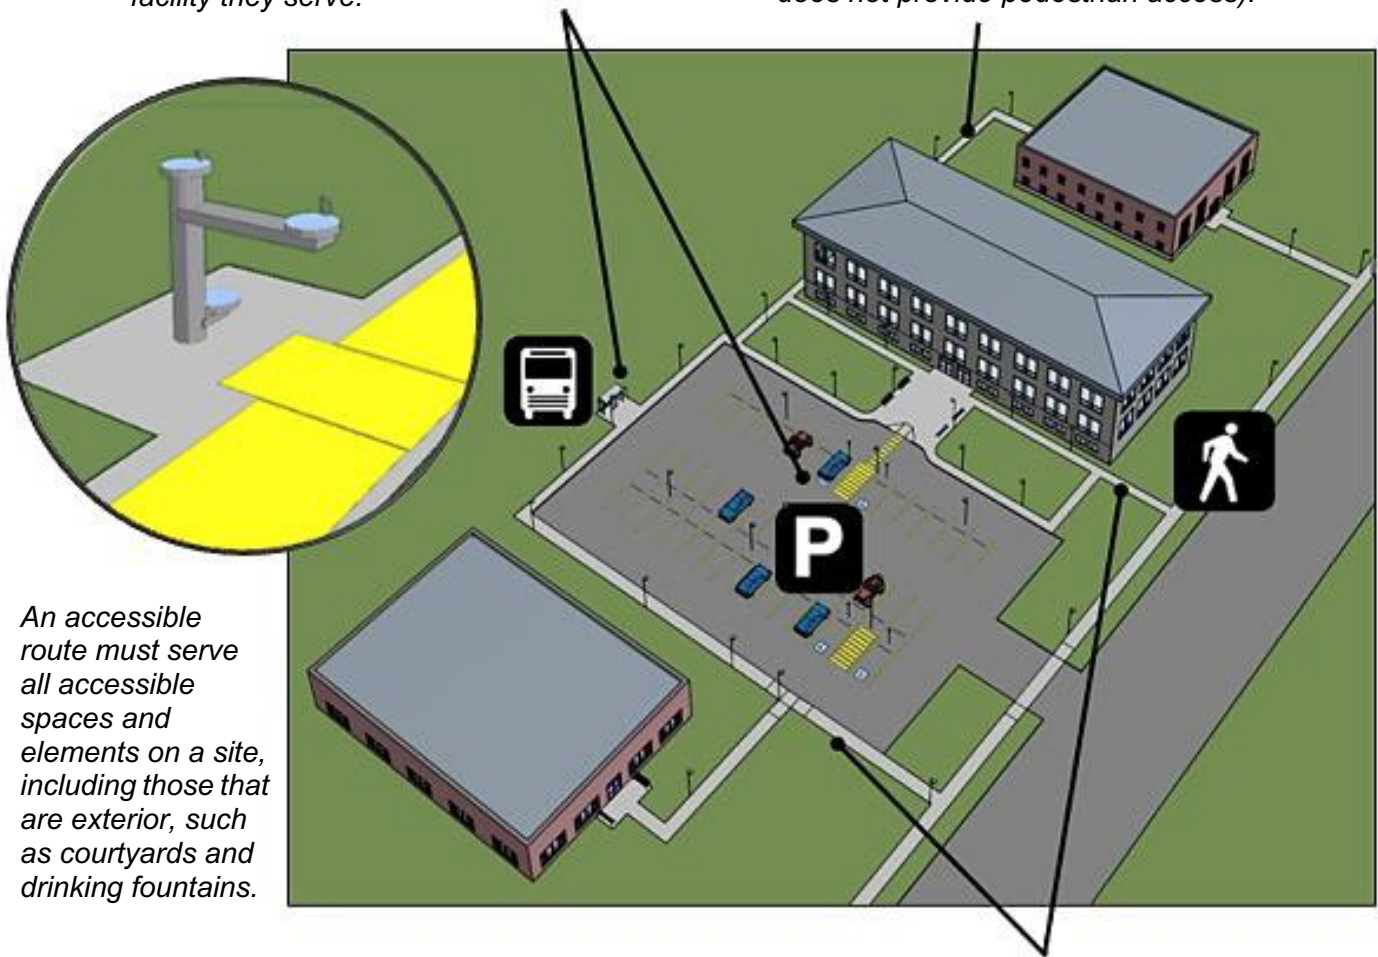 facility they serve.
does not provide pedestrian access).
An accessible
route must serve
all accessible
spaces and
elements on a site,
including those that
are exterior, such
as courtyards and
drinking fountains.
P